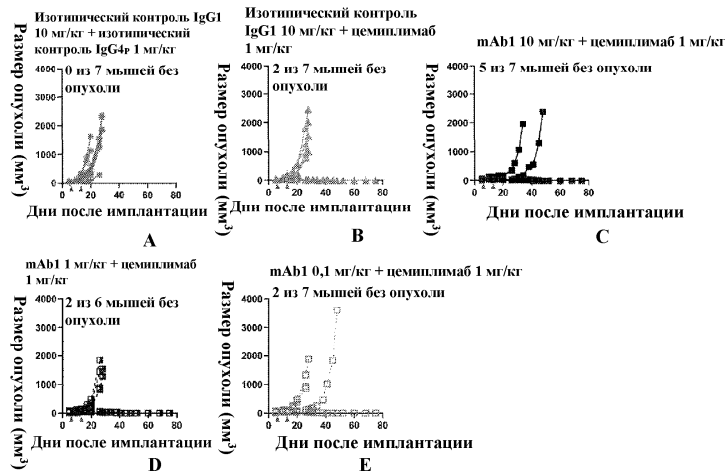 Изотипический контроль IgG1
10 мг/кг + изотипический
контроль IgG4P 1 мг/кг
0 из 7 мышей без
опухоли
Размер опухоли (мм³)
4000
3000
2000
1000
0
0 20 40 60 80
Дни после имплантации
A
Изотипический контроль
IgG1 10 мг/кг + цемиплимаб
1 мг/кг
2 из 7 мышей без
опухоли
Размер опухоли (мм³)
4000
3000
2000
1000
0
0 20 40 60 80
Дни после имплантации
B
mAb1 10 мг/кг + цемиплимаб 1 мг/кг
5 из 7 мышей без опухоли
Размер опухоли (мм³)
4000
3000
2000
1000
0
0 20 40 60 80
Дни после имплантации
C
mAb1 1 мг/кг + цемиплимаб
1 мг/кг
2 из 6 мышей без
опухоли
Размер опухоли (мм³)
4000
3000
2000
1000
0
0 20 40 60 80
Дни после имплантации
D
mAb1 0,1 мг/кг + цемиплимаб 1 мг/кг
2 из 7 мышей без опухоли
Размер опухоли (мм³)
4000
3000
2000
1000
0
0 20 40 60 80
Дни после имплантации
E